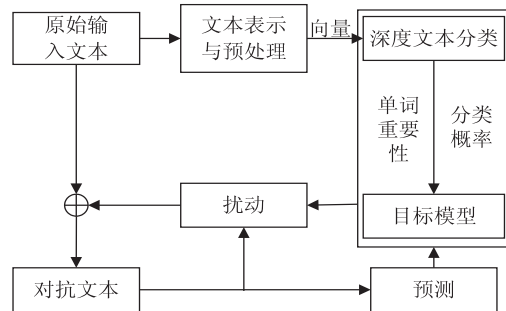 原始输
入文本
文本表示
与预处理
向量
深度文本分类
单词
重要
性
分类
概率
扰动
目标模型
对抗文本
预测